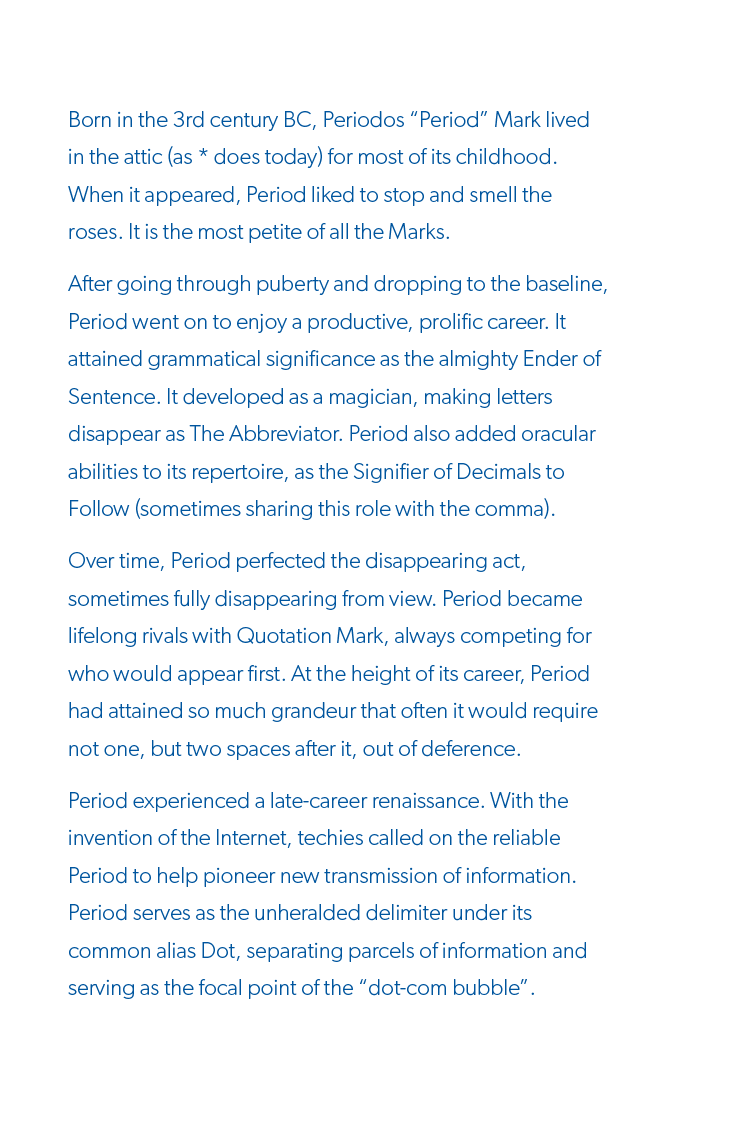 Born in the 3rd century BC, Periodos “Period” Mark lived
in the attic (as * does today) for most of its childhood.
When it appeared, Period liked to stop and smell the
roses. It is the most petite of all the Marks.
After going through puberty and dropping to the baseline,
Period went on to enjoy a productive, prolific career. It
attained grammatical significance as the almighty Ender of
Sentence. It developed as a magician, making letters
disappear as The Abbreviator. Period also added oracular
abilities to its repertoire, as the Signifier of Decimals to
Follow (sometimes sharing this role with the comma).
Over time, Period perfected the disappearing act,
sometimes fully disappearing from view. Period became
lifelong rivals with Quotation Mark, always competing for
who would appear first. At the height of its career, Period
had attained so much grandeur that often it would require
not one, but two spaces after it, out of deference.
Period experienced a late-career renaissance. With the
invention of the Internet, techies called on the reliable
Period to help pioneer new transmission of information.
Period serves as the unheralded delimiter under its
common alias Dot, separating parcels of information and
serving as the focal point of the “dot-com bubble”.